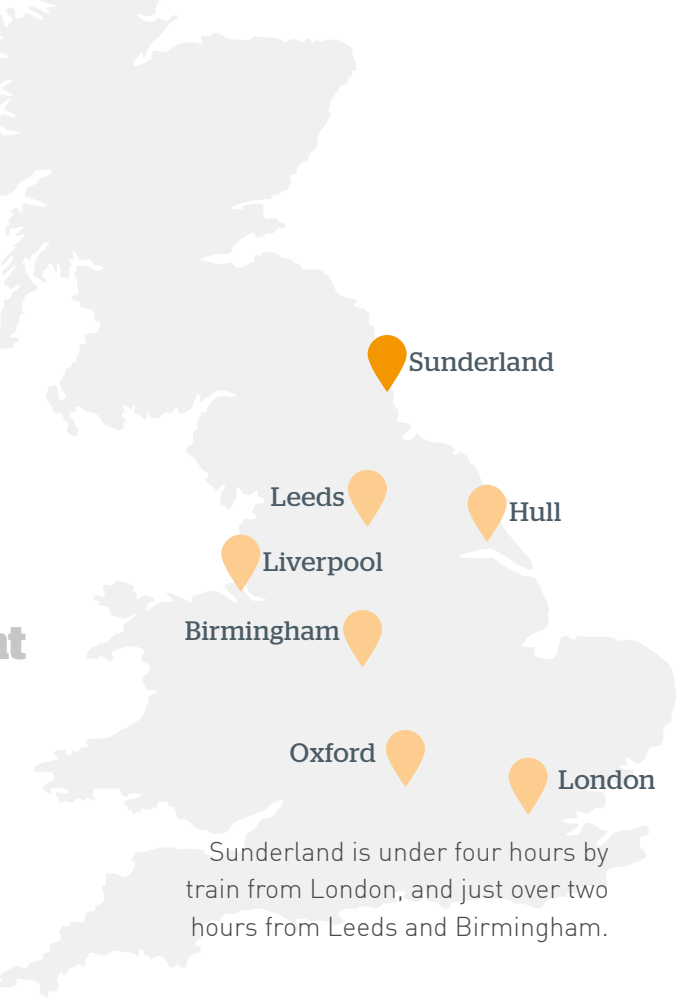 Sunderland
Leeds
Hull
Liverpool
Birmingham
Oxford
London
Sunderland is under four hours by
train from London, and just over two
hours from Leeds and Birmingham.